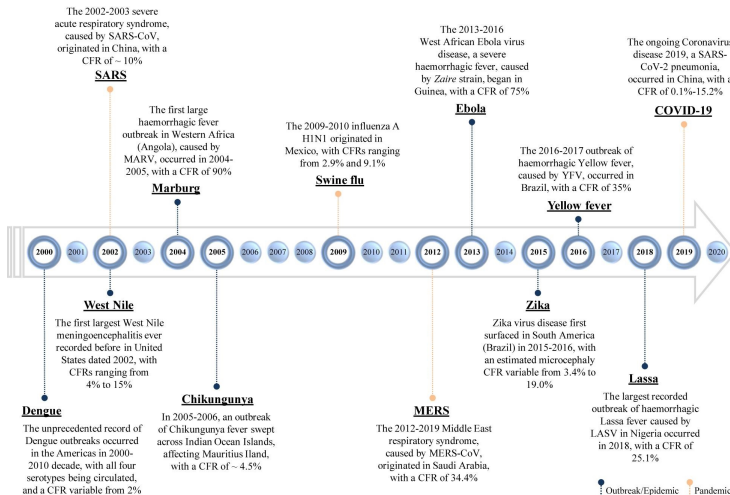 The 2002-2003 severe
acute respiratory syndrome,
caused by SARS-CoV,
originated in China, with a
CFR of ~ 10%
SARS
The first large
haemorrhagic fever
outbreak in Western Africa
(Angola), caused by MARV,
occurred in 2004-
2005, with a CFR of 90%
Marburg
The 2009-2010 influenza A
H1N1 originated in
Mexico, with CFRs ranging
from 2.9% and 9.1%
Swine flu
The 2013-2016
West African Ebola virus
disease, a severe
haemorrhagic fever, caused
by Zaire strain, began in
Guinea, with a CFR of 75%
Ebola
The 2016-2017 outbreak of
haemorrhagic Yellow fever,
caused by YFV, occurred in
Brazil, with a CFR of 35%
Yellow fever
The ongoing Coronavirus
disease 2019, a SARS-
CoV-2 pneumonia,
occurred in China, with a
CFR of 0.1%-15.2%
COVID-19
2000 2001 2002 2003 2004 2005 2006 2007 2009 2010 2011 2012 2013 2014 2015 2016 2017 2018 2019 2020
Dengue
The unprecedented record of
Dengue outbreaks occurred
in the Americas in 2000-
2010 decade, with all four
serotypes being circulated,
and a CFR variable from 2%
West Nile
The first largest West Nile
meningoencephalitis ever
recorded before in United
States dated 2002, with
CFRs ranging from
4% to 15%
Chikungunya
In 2005-2006, an outbreak
of Chikungunya fever swept
across Indian Ocean Islands,
affecting Mauritius Iland,
with a CFR of ~ 4.5%
MERS
The 2012-2019 Middle East
respiratory syndrome,
caused by MERS-CoV,
originated in Saudi Arabia,
with a CFR of 34.4%
Zika
Zika virus disease first
surfaced in South America
(Brazil) in 2015-2016, with
an estimated microcephaly
CFR variable from 3.4% to
19.0%
Lassa
The largest recorded
outbreak of haemorrhagic
Lassa fever caused by
LASV in Nigeria occurred
in 2018, with a CFR of
25.1%
Outbreak/Epidemic
Pandemic